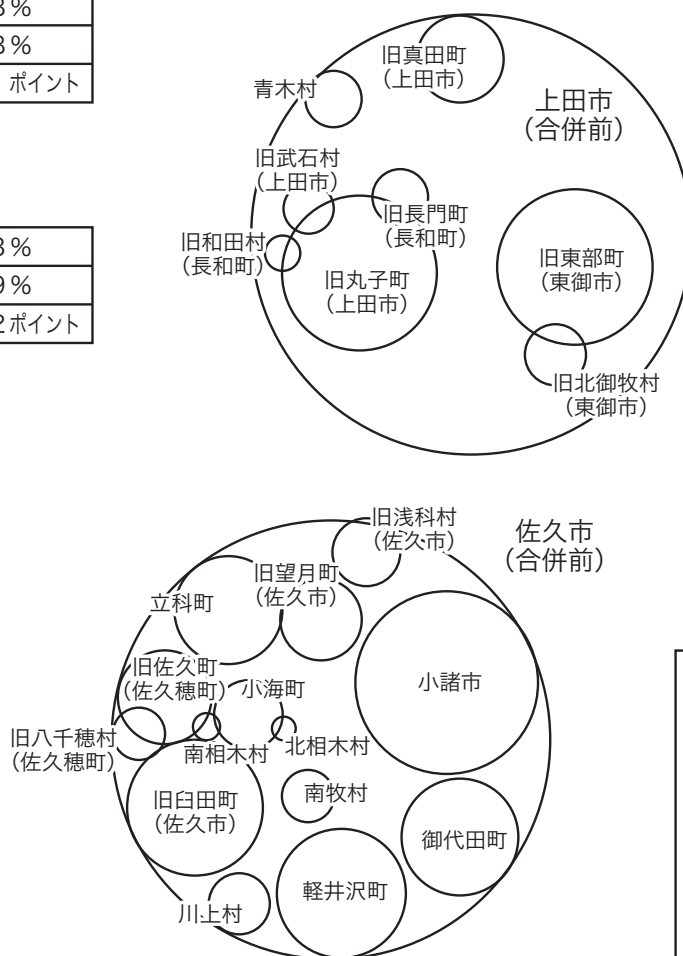 8%
8%
ポイント
8%
9%
2ポイント
旧真田町
(上田市)
青木村
上田市
(合併前)
旧武石村
(上田市)
旧長門町
(長和町)
旧和田村
(長和町)
旧丸子町
(上田市)
旧東部町
(東御市)
旧北御牧村
(東御市)
旧浅科村
(佐久市)
佐久市
(合併前)
旧望月町
(佐久市)
立科町
旧佐久町
(佐久穂町)
小海町
小諸市
旧八千穂村
(佐久穂町)
南相木村
北相木村
旧臼田町
(佐久市)
南牧村
御代田町
軽井沢町
川上村